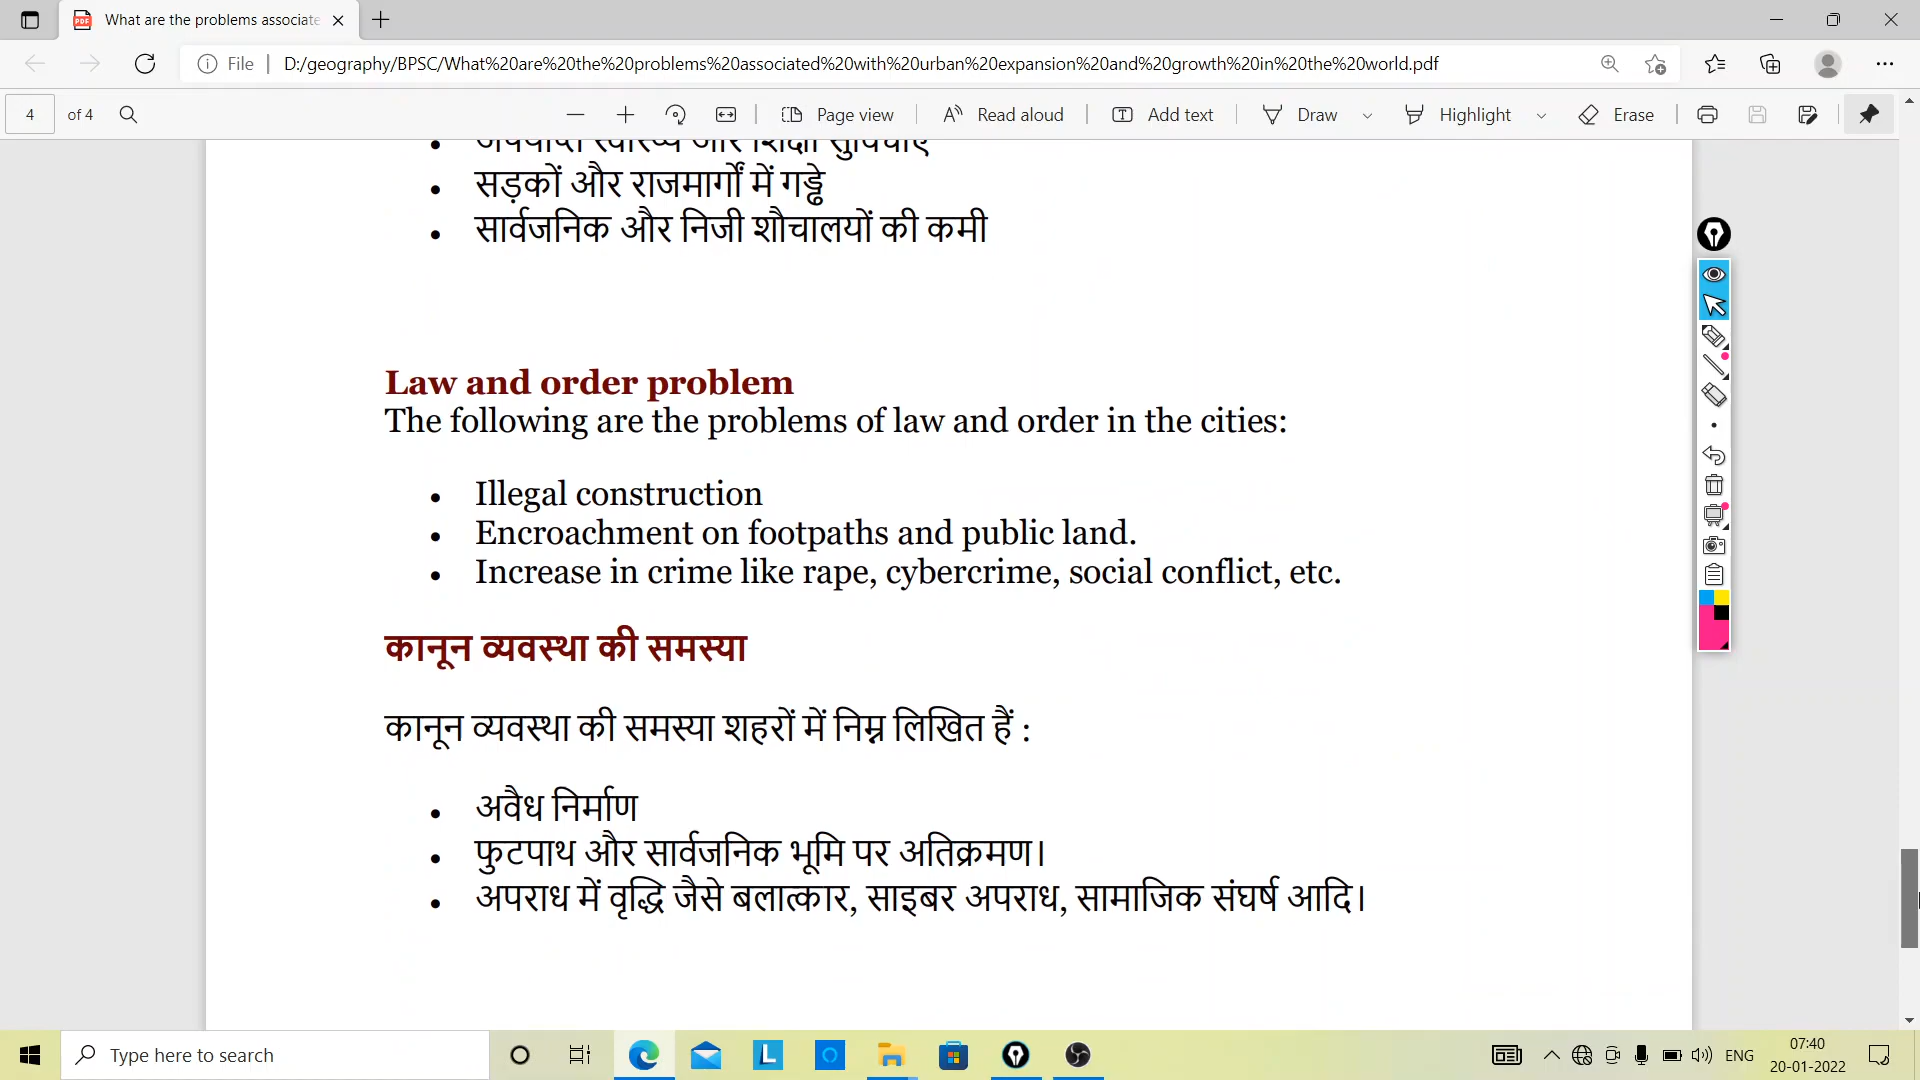 What are the problems associate
File
D:/geography/BPSC/What%20are%20the%20problems%20associated%20with%20urban%20expansion%20and%20growth%20in%20the%20world.pdf
4 of 4
Page view
Read aloud
Add text
Draw
Highlight
Erase
अपर्याप्त स्वास्थ्य और शिक्षा सुविधाएं
• सड़कों और राजमार्गों में गड्ढे
• सार्वजनिक और निजी शौचालयों की कमी
Law and order problem
The following are the problems of law and order in the cities:
• Illegal construction
• Encroachment on footpaths and public land.
• Increase in crime like rape, cybercrime, social conflict, etc.
कानून व्यवस्था की समस्या
कानून व्यवस्था की समस्या शहरों में निम्न लिखित हैं :
• अवैध निर्माण
• फुटपाथ और सार्वजनिक भूमि पर अतिक्रमण।
• अपराध में वृद्धि जैसे बलात्कार, साइबर अपराध, सामाजिक संघर्ष आदि।
Type here to search
L
ENG
07:40
20-01-2022